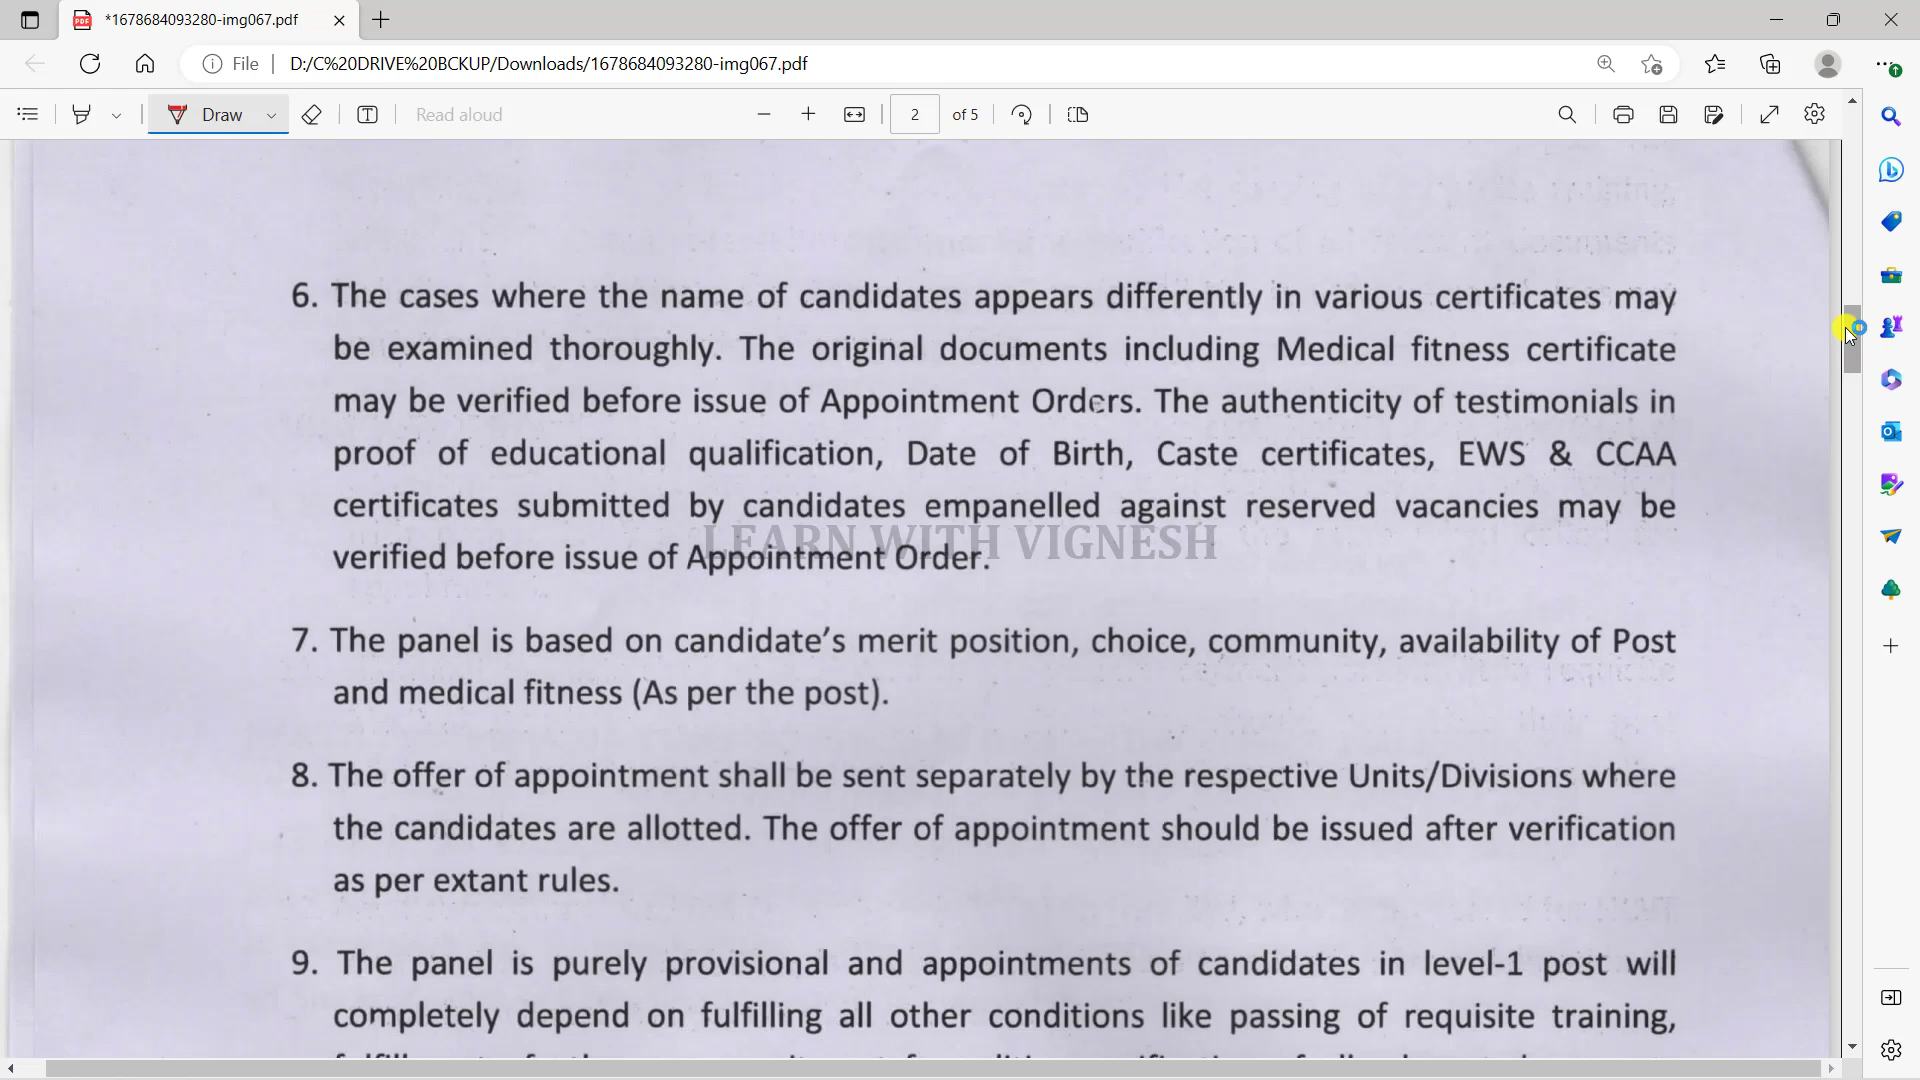 *1678684093280-img067.pdf
File
D:/C%20DRIVE%20BCKUP/Downloads/1678684093280-img067.pdf
Draw
Read aloud
2
of 5
6. The cases where the name of candidates appears differently in various certificates may
be examined thoroughly. The original documents including Medical fitness certificate
may be verified before issue of Appointment Orders. The authenticity of testimonials in
proof of educational qualification, Date of Birth, Caste certificates, EWS & CCAA
certificates submitted by candidates empanelled against reserved vacancies may be
LEARN WITH VIGNESH
verified before issue of Appointment Order.
7. The panel is based on candidate's merit position, choice, community, availability of Post
and medical fitness (As per the post).
8. The offer of appointment shall be sent separately by the respective Units/Divisions where
the candidates are allotted. The offer of appointment should be issued after verification
as per extant rules.
9. The panel is purely provisional and appointments of candidates in level-1 post will
completely depend on fulfilling all other conditions like passing of requisite training,